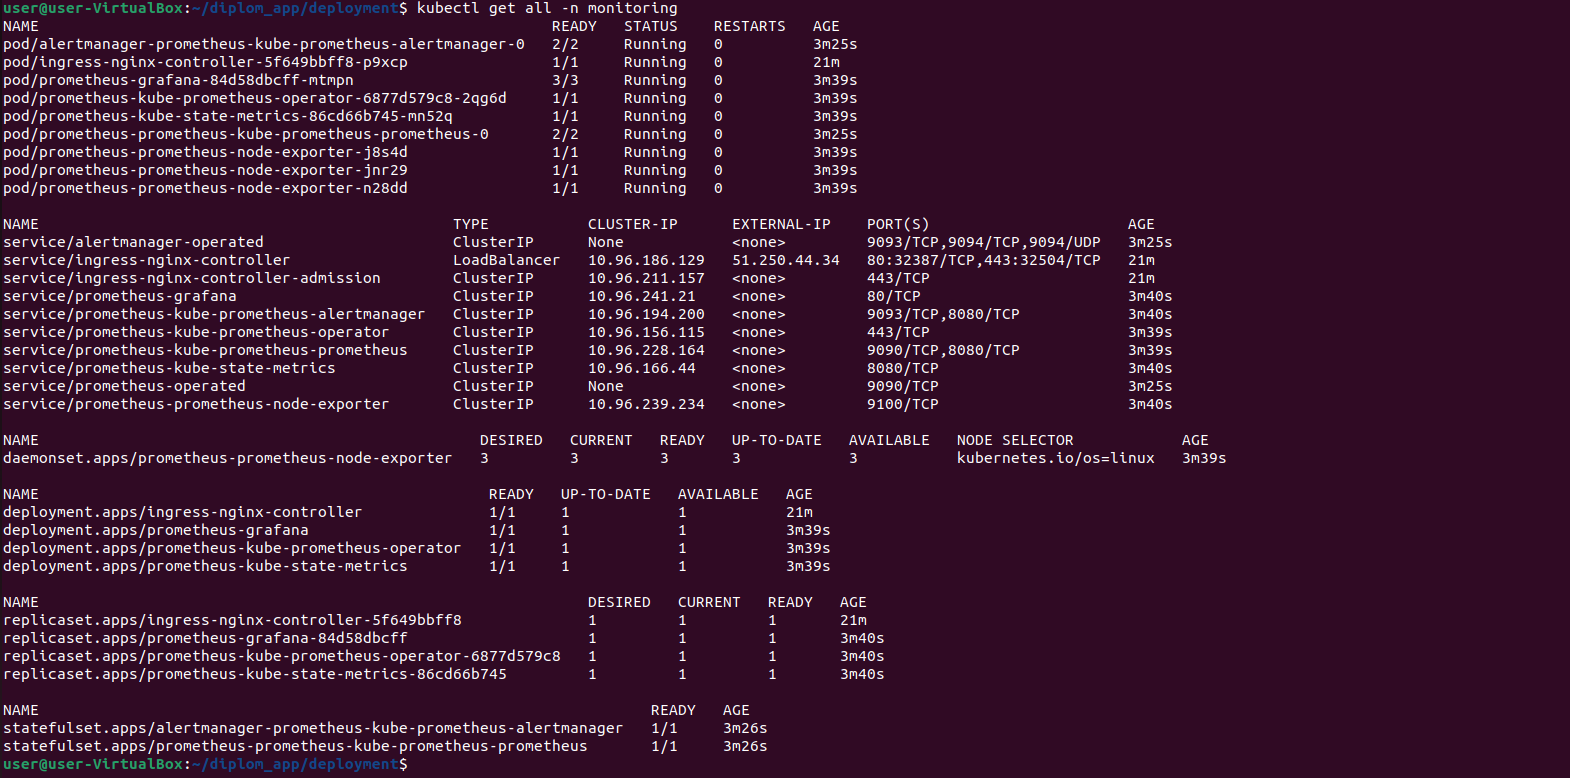 user@user-VirtualBox:~/diplom_app/deployment$ kubectl get all -n monitoring
NAME READY STATUS RESTARTS AGE
pod/alertmanager-prometheus-kube-prometheus-alertmanager-0 2/2 Running 0 3m25s
pod/ingress-nginx-controller-5f649bbff8-p9xcp 1/1 Running 0 21m
pod/prometheus-grafana-84d58dbcff-mtmpn 3/3 Running 0 3m39s
pod/prometheus-kube-prometheus-operator-6877d579c8-2qg6d 1/1 Running 0 3m39s
pod/prometheus-kube-state-metrics-86cd66b745-mn52q 1/1 Running 0 3m39s
pod/prometheus-prometheus-kube-prometheus-prometheus-0 2/2 Running 0 3m25s
pod/prometheus-prometheus-node-exporter-j8s4d 1/1 Running 0 3m39s
pod/prometheus-prometheus-node-exporter-jnr29 1/1 Running 0 3m39s
pod/prometheus-prometheus-node-exporter-n28dd 1/1 Running 0 3m39s
NAME TYPE CLUSTER-IP EXTERNAL-IP PORT(S) AGE
service/alertmanager-operated ClusterIP None <none> 9093/TCP,9094/TCP,9094/UDP 3m25s
service/ingress-nginx-controller LoadBalancer 10.96.186.129 51.250.44.34 80:32387/TCP,443:32504/TCP 21m
service/ingress-nginx-controller-admission ClusterIP 10.96.211.157 <none> 443/TCP 21m
service/prometheus-grafana ClusterIP 10.96.241.21 <none> 80/TCP 3m40s
service/prometheus-kube-prometheus-alertmanager ClusterIP 10.96.194.200 <none> 9093/TCP,8080/TCP 3m40s
service/prometheus-kube-prometheus-operator ClusterIP 10.96.156.115 <none> 443/TCP 3m39s
service/prometheus-kube-prometheus-prometheus ClusterIP 10.96.228.164 <none> 9090/TCP,8080/TCP 3m39s
service/prometheus-kube-state-metrics ClusterIP 10.96.166.44 <none> 8080/TCP 3m40s
service/prometheus-operated ClusterIP None <none> 9090/TCP 3m25s
service/prometheus-prometheus-node-exporter ClusterIP 10.96.239.234 <none> 9100/TCP 3m40s
NAME DESIRED CURRENT READY UP-TO-DATE AVAILABLE NODE SELECTOR AGE
daemonset.apps/prometheus-prometheus-node-exporter 3 3 3 3 3 kubernetes.io/os=linux 3m39s
NAME READY UP-TO-DATE AVAILABLE AGE
deployment.apps/ingress-nginx-controller 1/1 1 1 21m
deployment.apps/prometheus-grafana 1/1 1 1 3m39s
deployment.apps/prometheus-kube-prometheus-operator 1/1 1 1 3m39s
deployment.apps/prometheus-kube-state-metrics 1/1 1 1 3m39s
NAME DESIRED CURRENT READY AGE
replicaset.apps/ingress-nginx-controller-5f649bbff8 1 1 1 21m
replicaset.apps/prometheus-grafana-84d58dbcff 1 1 1 3m40s
replicaset.apps/prometheus-kube-prometheus-operator-6877d579c8 1 1 1 3m40s
replicaset.apps/prometheus-kube-state-metrics-86cd66b745 1 1 1 3m40s
NAME READY AGE
statefulset.apps/alertmanager-prometheus-kube-prometheus-alertmanager 1/1 3m26s
statefulset.apps/prometheus-prometheus-kube-prometheus-prometheus 1/1 3m26s
user@user-VirtualBox:~/diplom_app/deployment$